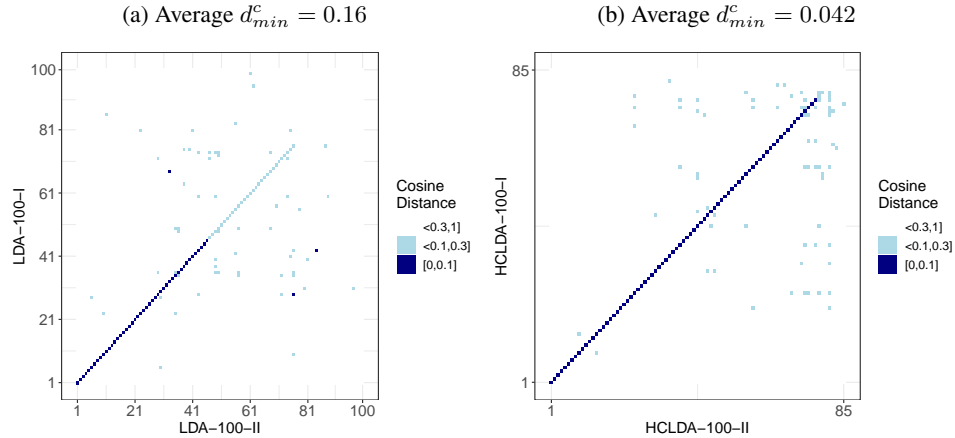 (a) Average $d^c_{min} = 0.16$
100
81
61
41
21
1
LDA−100−I
1 21 41 61 81 100
LDA−100−II
Cosine
Distance
<0.3,1]
<0.1,0.3]
[0,0.1]
(b) Average $d^c_{min} = 0.042$
85
1
HCLDA−100−I
1 85
HCLDA−100−II
Cosine
Distance
<0.3,1]
<0.1,0.3]
[0,0.1]